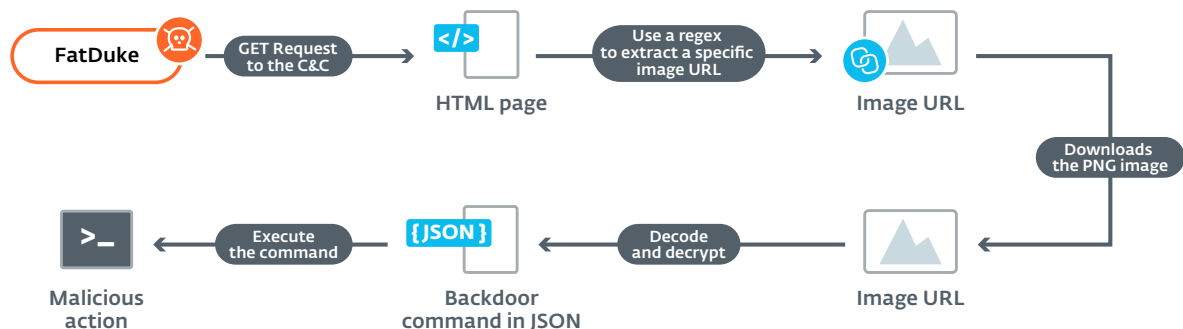 FatDuke
GET Request
to the C&C
</>
HTML page
Use a regex
to extract a specific
image URL
Image URL
Downloads
the PNG image
Image URL
Decode
and decrypt
{JSON}
Backdoor
command in JSON
Execute
the command
>_
Malicious
action